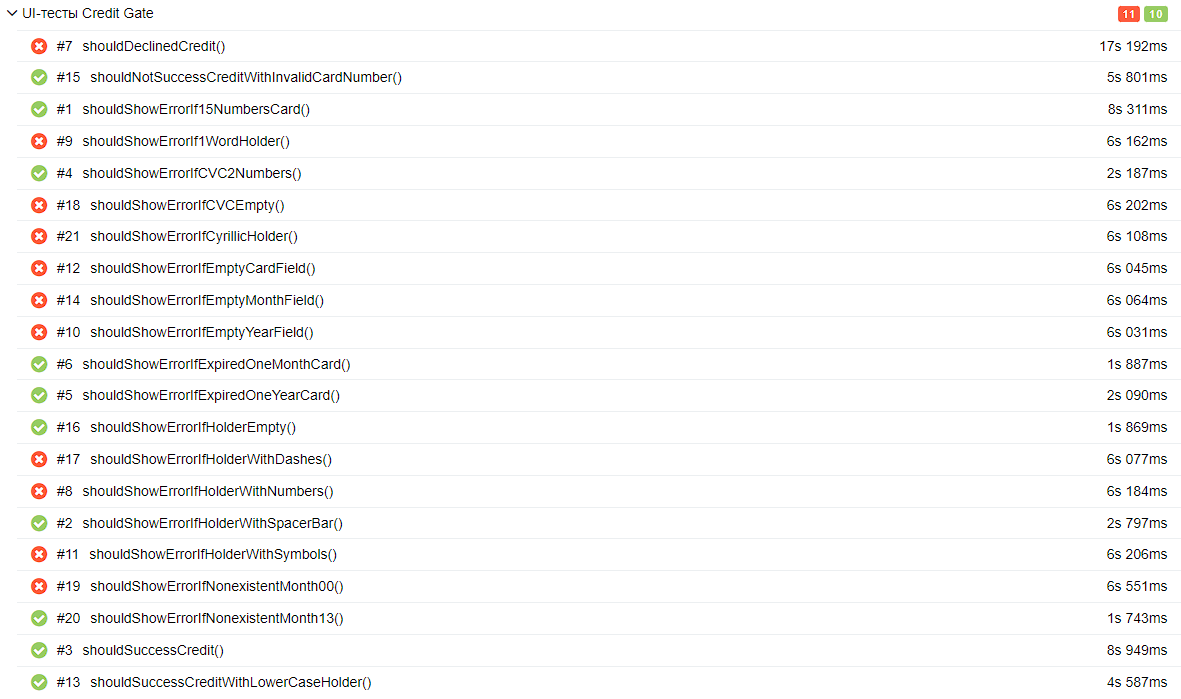 UI-тесты Credit Gate 11 10
#7 shouldDeclinedCredit() 17s 192ms
#15 shouldNotSuccessCreditWithInvalidCardNumber() 5s 801ms
#1 shouldShowErrorIf15NumbersCard() 8s 311ms
#9 shouldShowErrorIf1WordHolder() 6s 162ms
#4 shouldShowErrorIfCVC2Numbers() 2s 187ms
#18 shouldShowErrorIfCVCEmpty() 6s 202ms
#21 shouldShowErrorIfCyrillicHolder() 6s 108ms
#12 shouldShowErrorIfEmptyCardField() 6s 045ms
#14 shouldShowErrorIfEmptyMonthField() 6s 064ms
#10 shouldShowErrorIfEmptyYearField() 6s 031ms
#6 shouldShowErrorIfExpiredOneMonthCard() 1s 887ms
#5 shouldShowErrorIfExpiredOneYearCard() 2s 090ms
#16 shouldShowErrorIfHolderEmpty() 1s 869ms
#17 shouldShowErrorIfHolderWithDashes() 6s 077ms
#8 shouldShowErrorIfHolderWithNumbers() 6s 184ms
#2 shouldShowErrorIfHolderWithSpacerBar() 2s 797ms
#11 shouldShowErrorIfHolderWithSymbols() 6s 206ms
#19 shouldShowErrorIfNonexistentMonth00() 6s 551ms
#20 shouldShowErrorIfNonexistentMonth13() 1s 743ms
#3 shouldSuccessCredit() 8s 949ms
#13 shouldSuccessCreditWithLowerCaseHolder() 4s 587ms